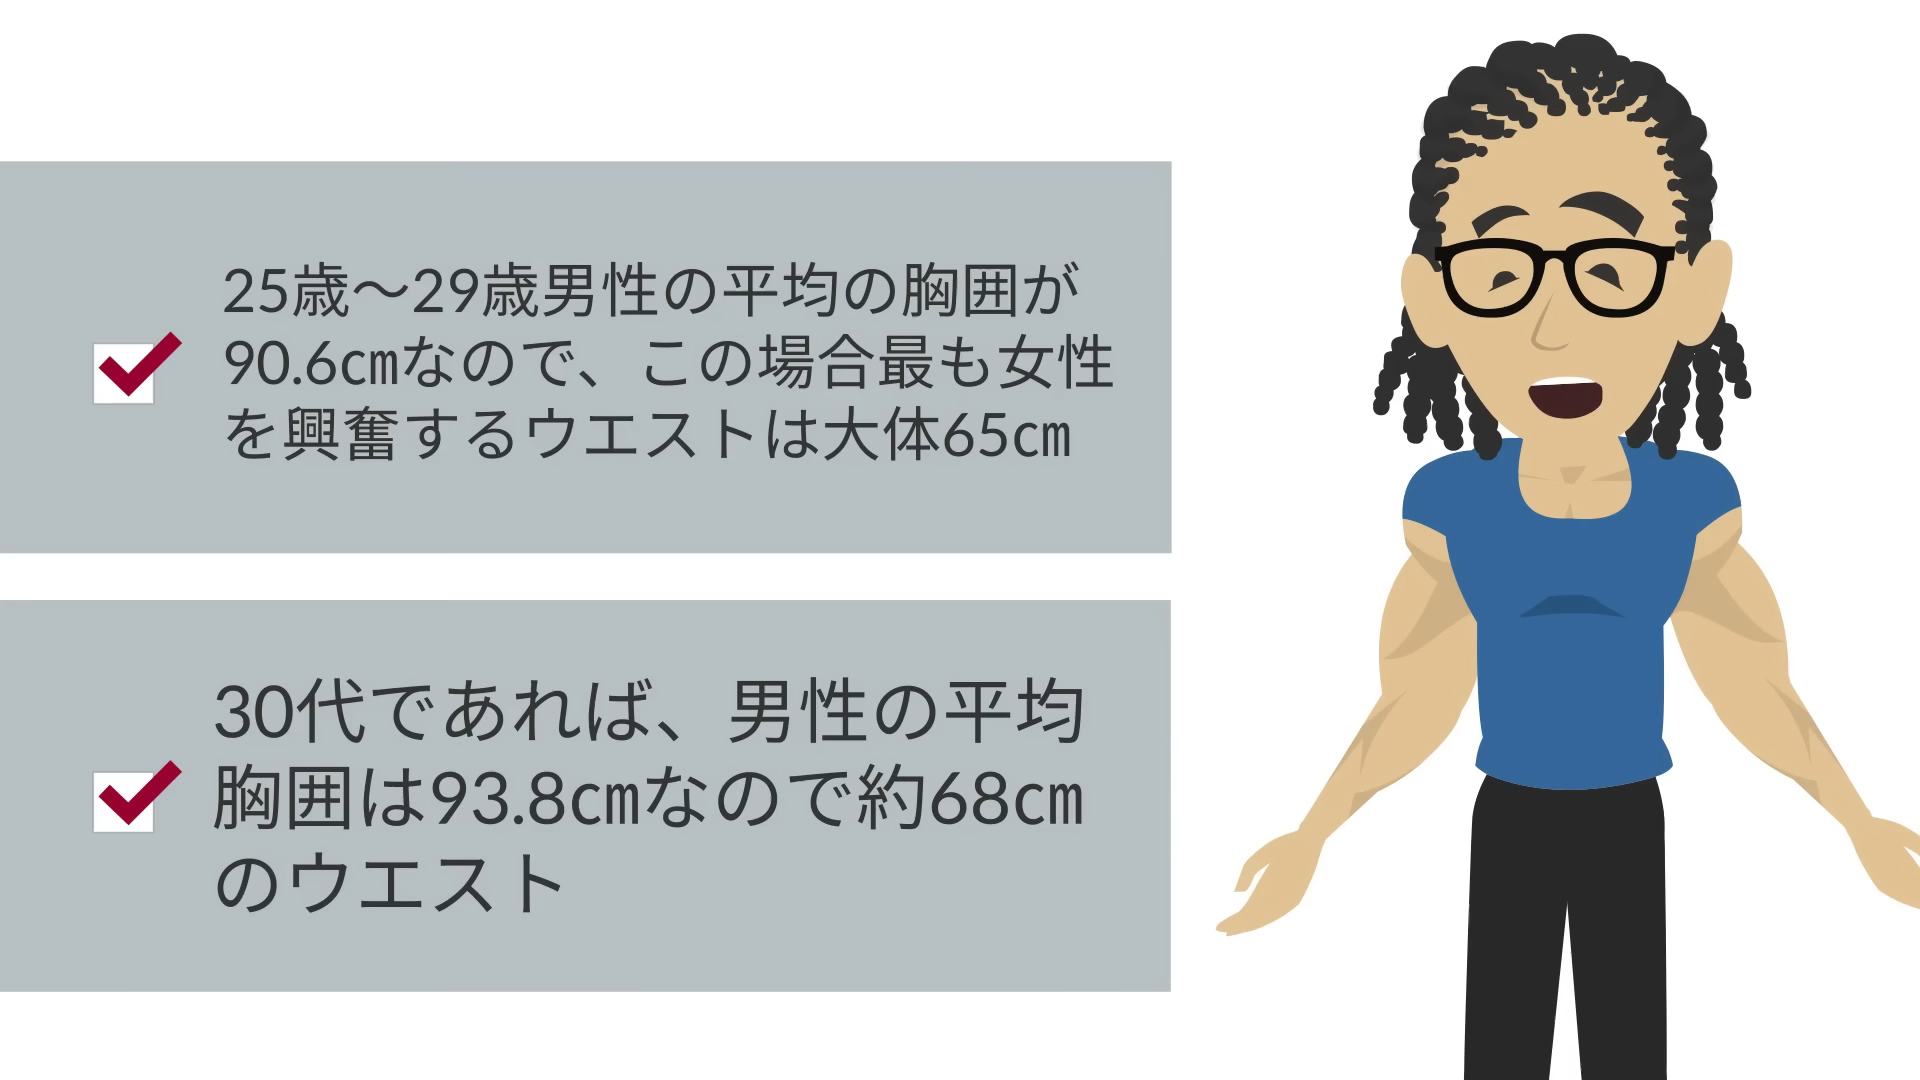 25歳〜29歳男性の平均の胸囲が
90.6㎝なので、この場合最も女性
を興奮するウエストは大体65㎝
30代であれば、男性の平均
胸囲は93.8㎝なので約68㎝
のウエスト